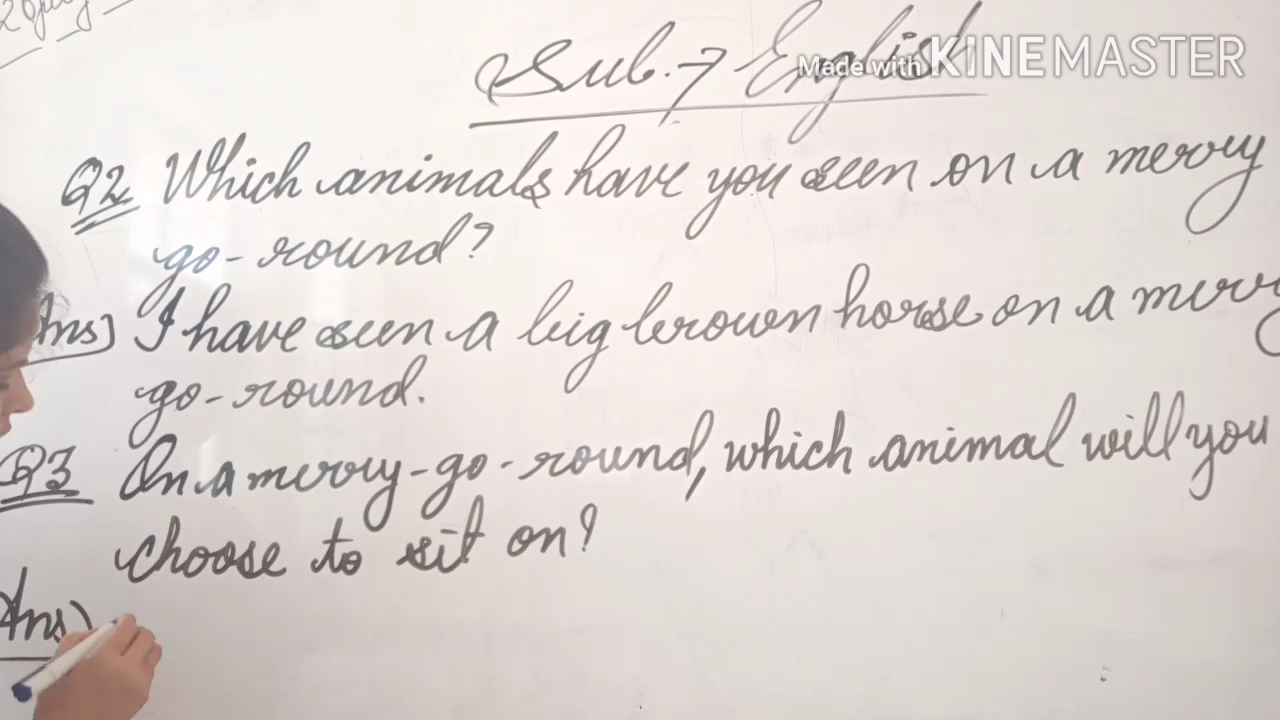 Sub. → English
Made with KINEMASTER
Q2 Which animals have you seen on a merry
go-round?
Ans) I have seen a big brown horse on a merry
go-round.
Q3 On a merry-go-round, which animal will you
choose to sit on?
Ans)